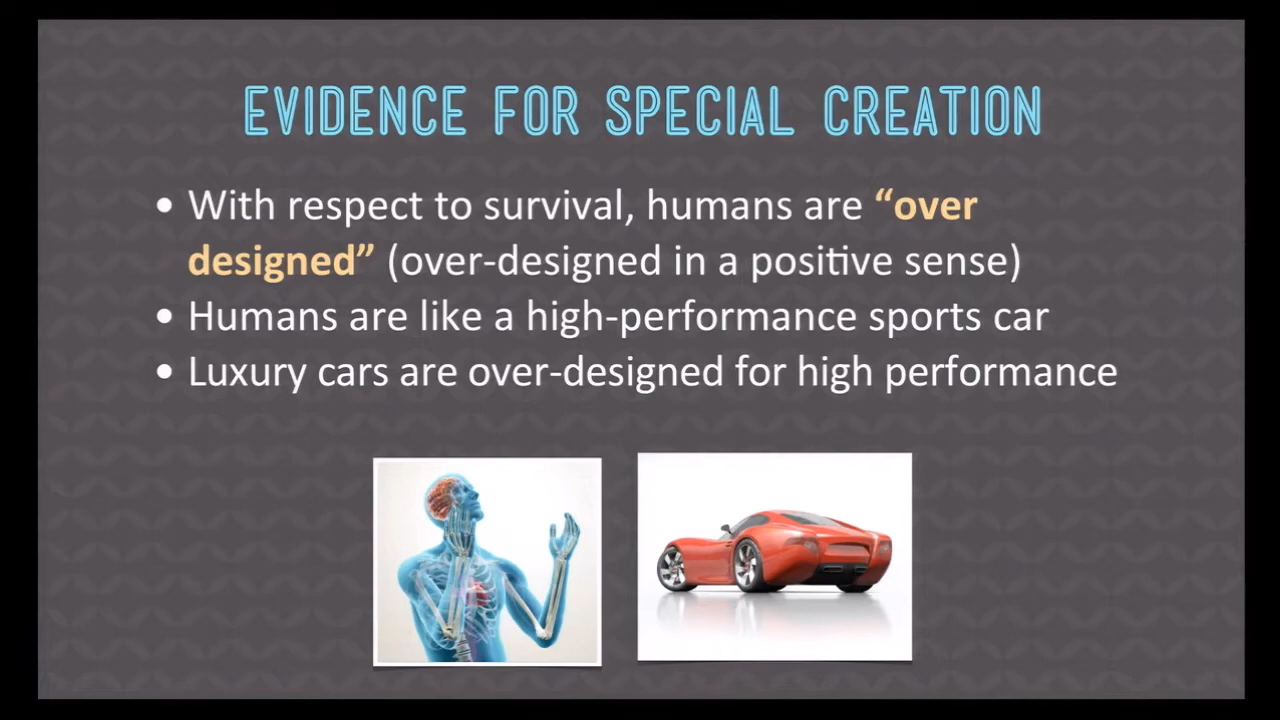 EVIDENCE FOR SPECIAL CREATION
• With respect to survival, humans are “over
designed” (over-designed in a positive sense)
• Humans are like a high-performance sports car
• Luxury cars are over-designed for high performance